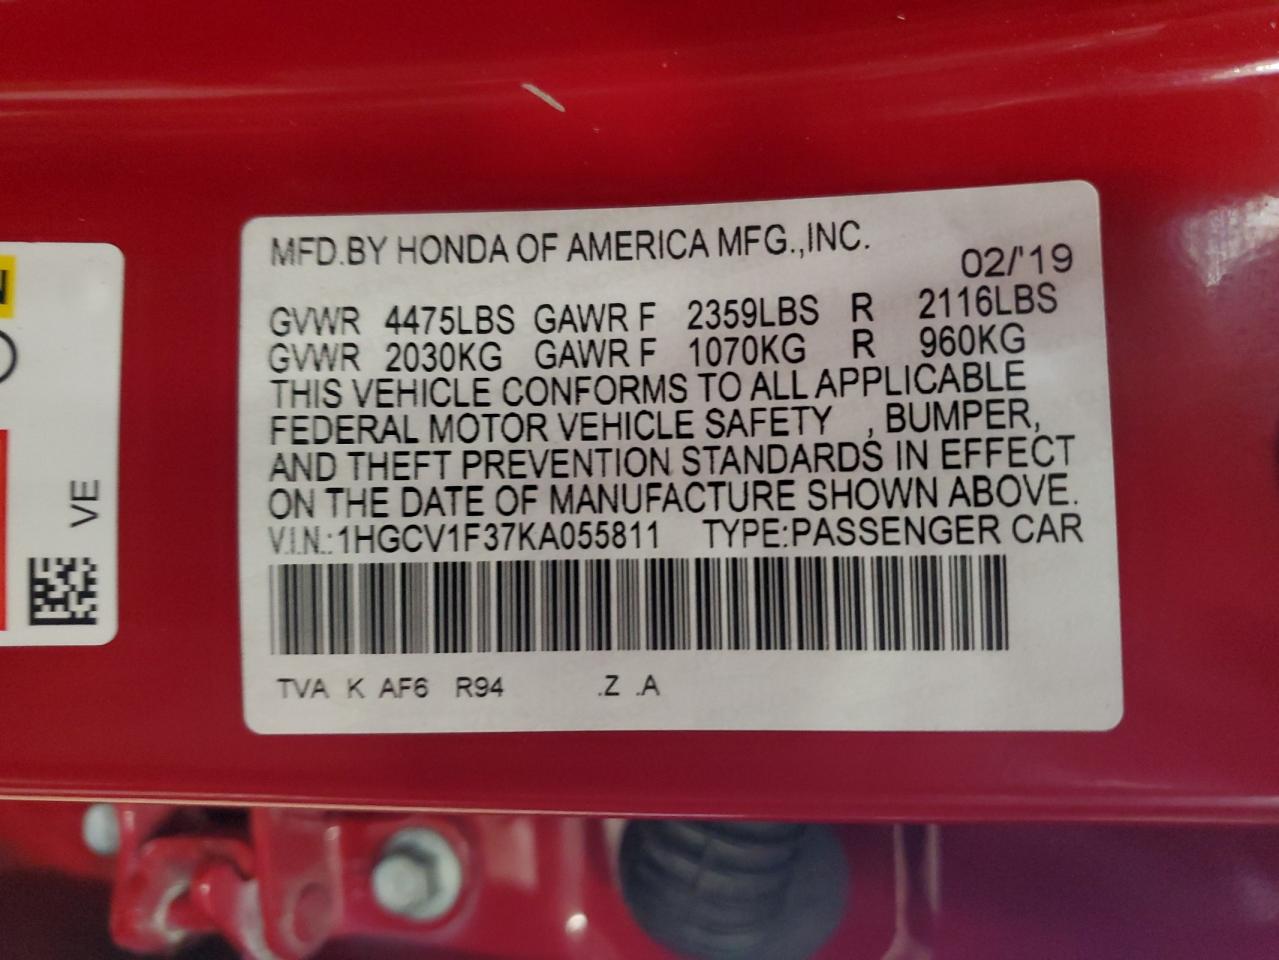 MFD.BY HONDA OF AMERICA MFG.,INC.
02/'19
GVWR 4475LBS GAWR F 2359LBS R 2116LBS
GVWR 2030KG GAWR F 1070KG R 960KG
THIS VEHICLE CONFORMS TO ALL APPLICABLE
FEDERAL MOTOR VEHICLE SAFETY , BUMPER,
AND THEFT PREVENTION STANDARDS IN EFFECT
ON THE DATE OF MANUFACTURE SHOWN ABOVE.
V.I.N.: 1HGCV1F37KA055811 TYPE:PASSENGER CAR
TVA K AF6 R94 .Z .A
VE